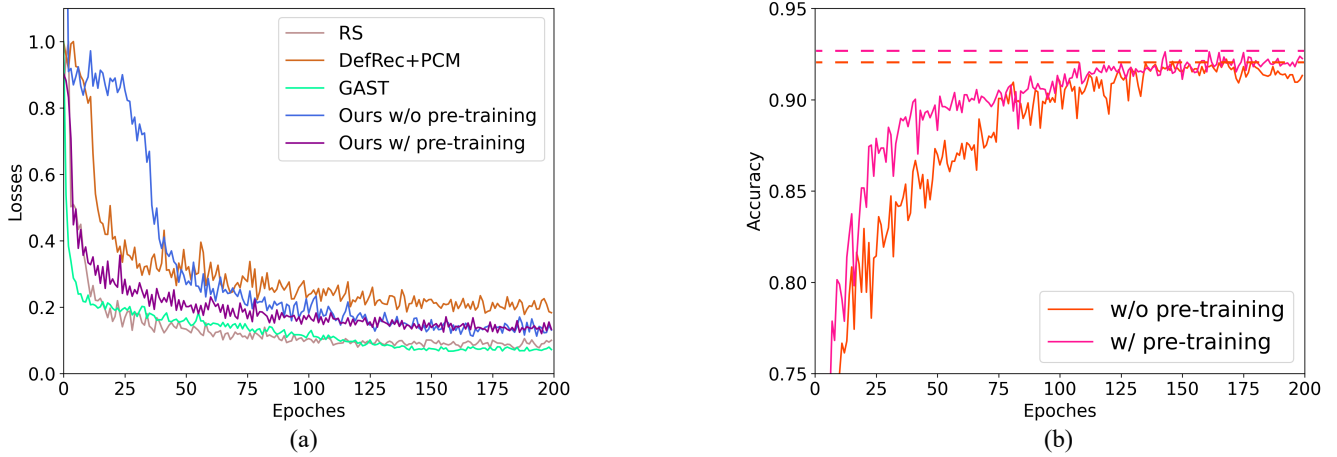 1.0
0.8
0.6
0.4
0.2
0.0
Losses
0 25 50 75 100 125 150 175 200
Epoches
RS
DefRec+PCM
GAST
Ours w/o pre-training
Ours w/ pre-training
(a)
0.95
0.90
0.85
0.80
0.75
Accuracy
0 25 50 75 100 125 150 175 200
Epoches
w/o pre-training
w/ pre-training
(b)